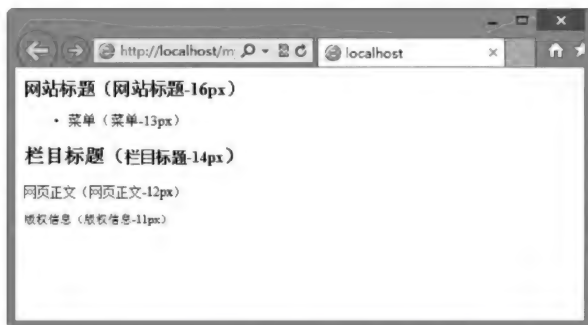 http://localhost/m
localhost
网站标题（网站标题-16px）
• 菜单（菜单-13px）
栏目标题（栏目标题-14px）
网页正文（网页正文-12px）
版权信息（版权信息-11px）